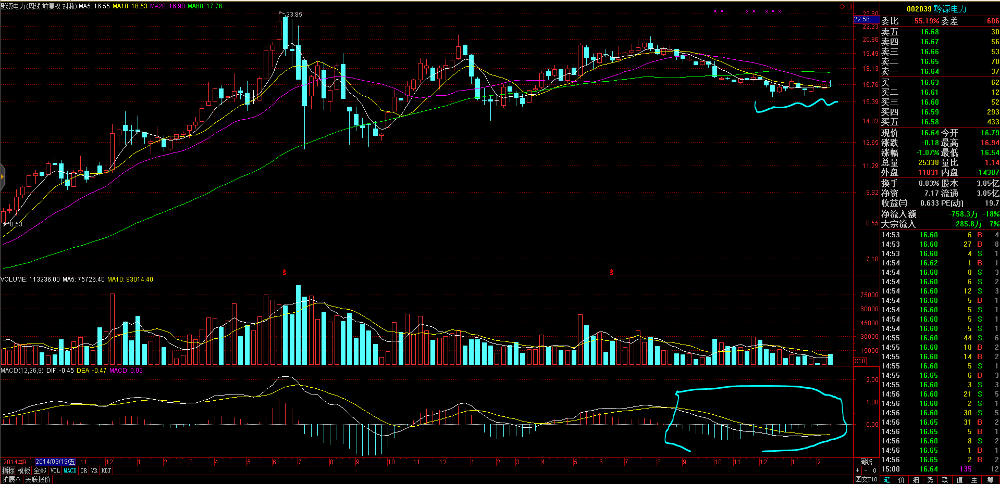 黔源电力(周线.前复权.对数) MA5: 16.55 MA10: 16.53 MA20: 16.90 MA60: 17.76
23.85
8.53
23.60
22.56
22.23
20.86
19.49
18.13
16.76
15.39
14.02
12.65
11.29
9.92
8.55
7.18
VOLUME: 113236.00 MA5: 75726.40 MA10: 93014.40
75000
60000
45000
30000
15000
X10
MACD(12,26,9) DIF: -0.45 DEA: -0.47 MACD: 0.03
2.00
1.00
0.00
2014年9 2014/09/19/五 11 12 1 2 3 4 5 6 7 8 9 10 11 12 1 2 3 4 5 6 7 8 9 10 11 12 1 2 周线
指标 模板 全部 VOL MACD CR VR KDJ + - 0
扩展∧ 关联报价 图文F10
002039 黔源电力
委比 55.19% 委差 606
卖五 16.68 30
卖四 16.67 56
卖三 16.66 53
卖二 16.65 70
卖一 16.64 37
买一 16.63 62
买二 16.61 12
买三 16.60 52
买四 16.59 293
买五 16.58 433
现价 16.64 今开 16.79
涨跌 -0.18 最高 16.94
涨幅 -1.07% 最低 16.54
总量 25338 量比 1.14
外盘 11031 内盘 14307
换手 0.83% 股本 3.05亿
净资 7.17 流通 3.05亿
收益㈢ 0.633 PE(动) 19.7
净流入额 -758.3万 -18%
大宗流入 -285.8万 -7%
14:53 16.60 6 B 4
14:53 16.60 27 B 8
14:53 16.60 4 S 1
14:54 16.62 1 B 1
14:54 16.60 8 S 3
14:54 16.60 6 S 2
14:54 16.60 12 S 3
14:54 16.60 5 B 1
14:54 16.60 5 S 1
14:54 16.60 5 S 1
14:54 16.60 5 S 1
14:55 16.60 44 S 6
14:55 16.60 10 B 2
14:55 16.60 14 B 2
14:55 16.60 5 S 1
14:55 16.65 6 B 3
14:55 16.60 3 S 3
14:56 16.60 21 S 5
14:56 16.60 2 S 1
14:56 16.60 30 S 5
14:56 16.65 31 B 2
14:56 16.65 5 B 1
14:56 16.60 8 S 2
14:56 16.65 1 B 1
14:56 16.65 2 B 2
15:00 16.64 135 12
笔 价 细 势 联 值 主 筹